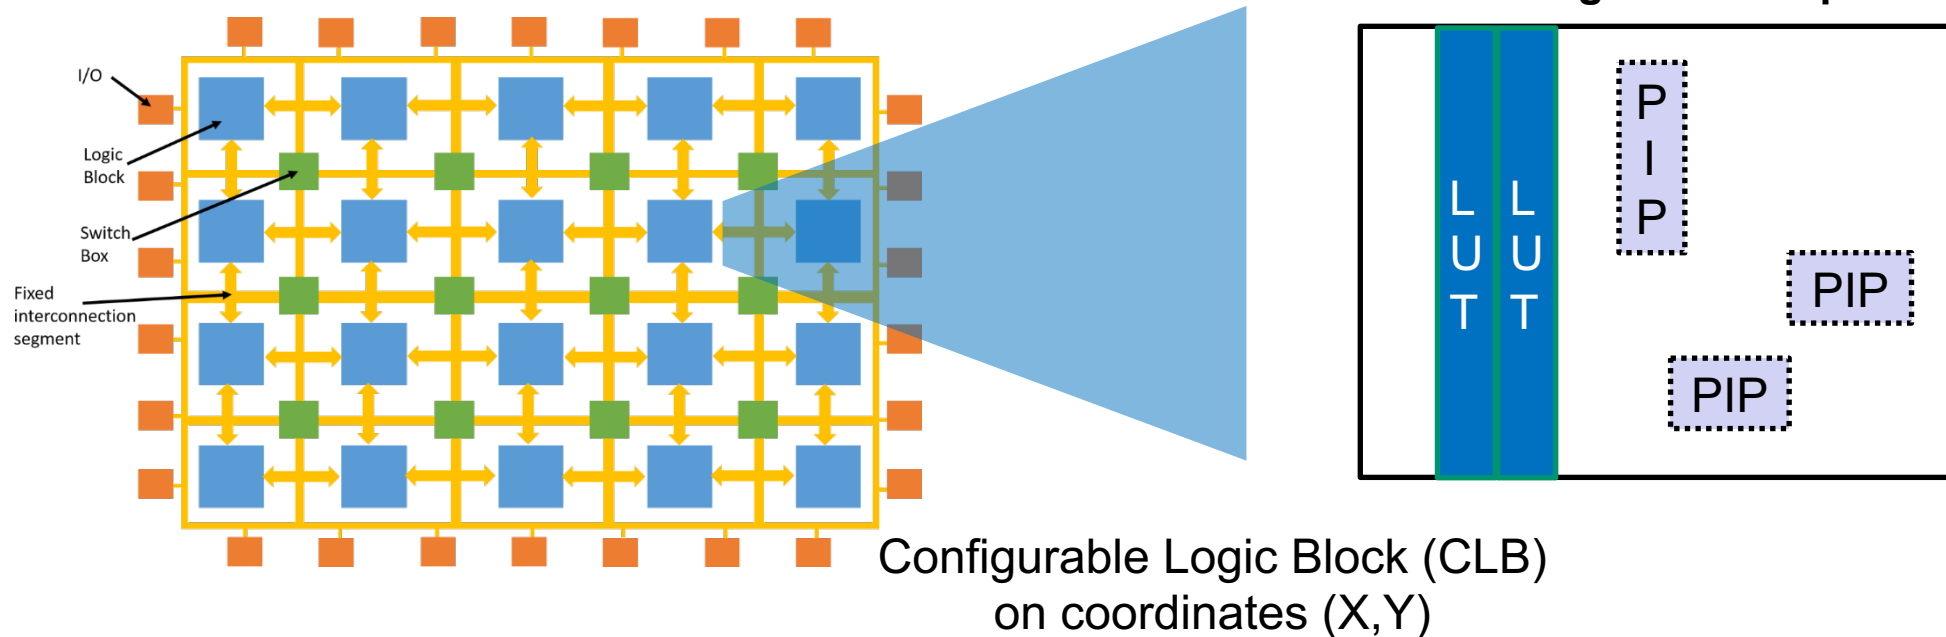 I/O
Logic
Block
Switch
Box
Fixed
interconnection
segment
L
U
T
L
U
T
P
I
P
PIP
PIP
Configurable Logic Block (CLB)
on coordinates (X,Y)